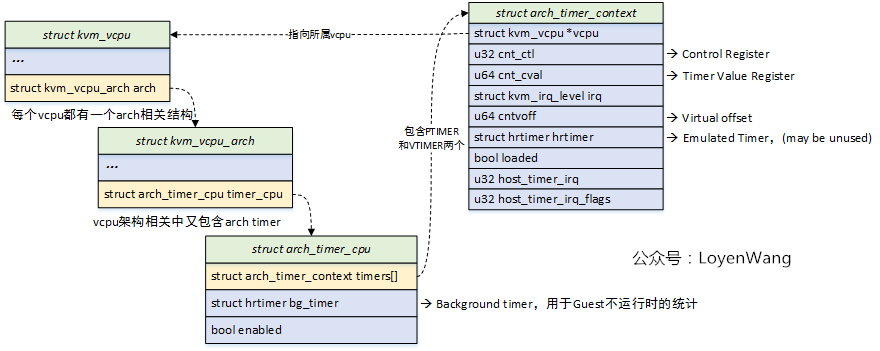 struct kvm_vcpu
...
struct kvm_vcpu_arch arch
每个vcpu都有一个arch相关结构
struct kvm_vcpu_arch
...
struct arch_timer_cpu timer_cpu
vcpu架构相关中又包含arch timer
struct arch_timer_cpu
struct arch_timer_context timers[]
struct hrtimer bg_timer
Background timer，用于Guest不运行时的统计
bool enabled
指向所属vcpu
包含PTIMER
和VTIMER两个
struct arch_timer_context
struct kvm_vcpu *vcpu
u32 cnt_ctl
Control Register
u64 cnt_cval
Timer Value Register
struct kvm_irq_level irq
u64 cntvoff
Virtual offset
struct hrtimer hrtimer
Emulated Timer，(may be unused)
bool loaded
u32 host_timer_irq
u32 host_timer_irq_flags
公众号：LoyenWang